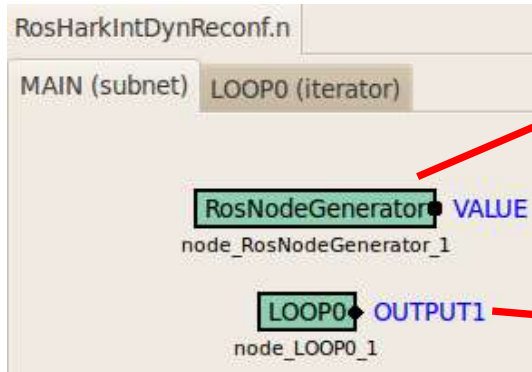 RosHarkIntDynReconf.n
MAIN (subnet) LOOP0 (iterator)
RosNodeGenerator VALUE
node_RosNodeGenerator_1
LOOP0 OUTPUT1
node_LOOP0_1